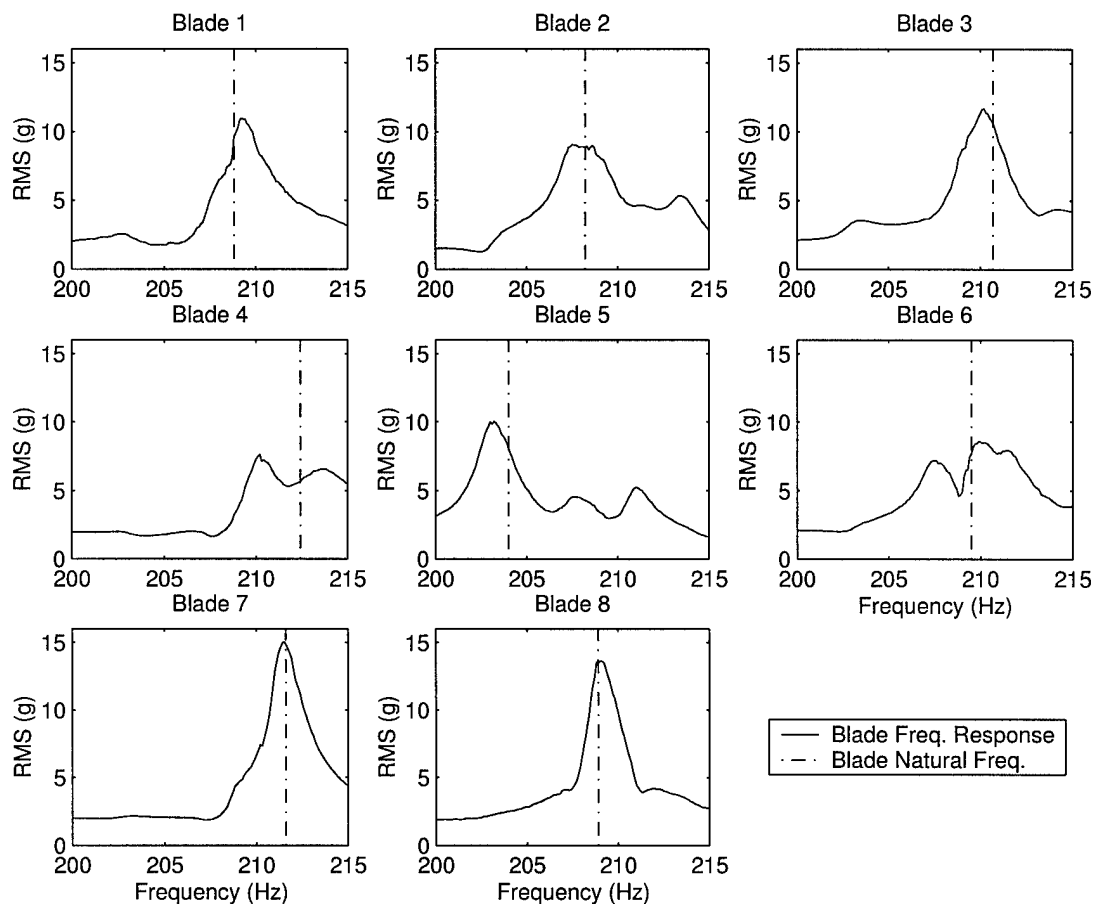 Blade 1
Blade 2
Blade 3
15
10
5
0
RMS (g)
200 205 210 215
15
10
5
0
RMS (g)
200 205 210 215
15
10
5
0
RMS (g)
200 205 210 215
Blade 4
Blade 5
Blade 6
15
10
5
0
RMS (g)
200 205 210 215
15
10
5
0
RMS (g)
200 205 210 215
15
10
5
0
RMS (g)
200 205 210 215
Frequency (Hz)
Blade 7
Blade 8
15
10
5
0
RMS (g)
200 205 210 215
Frequency (Hz)
15
10
5
0
RMS (g)
200 205 210 215
Frequency (Hz)
Blade Freq. Response
Blade Natural Freq.